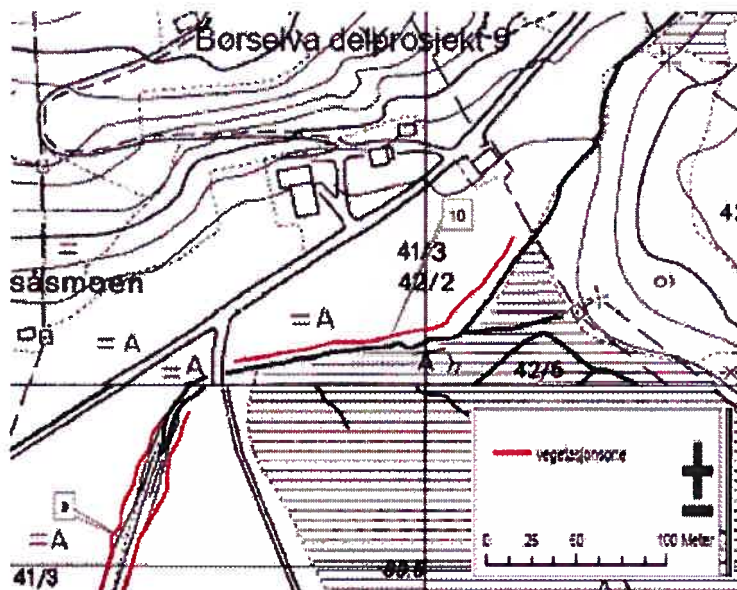 Børselva delprosjekt 9
10
41/3
42/2
såsmoen
= A
= A
= A
A
42/6
vegetasjonsone
0 25 50 100 Meter
= A
41/3